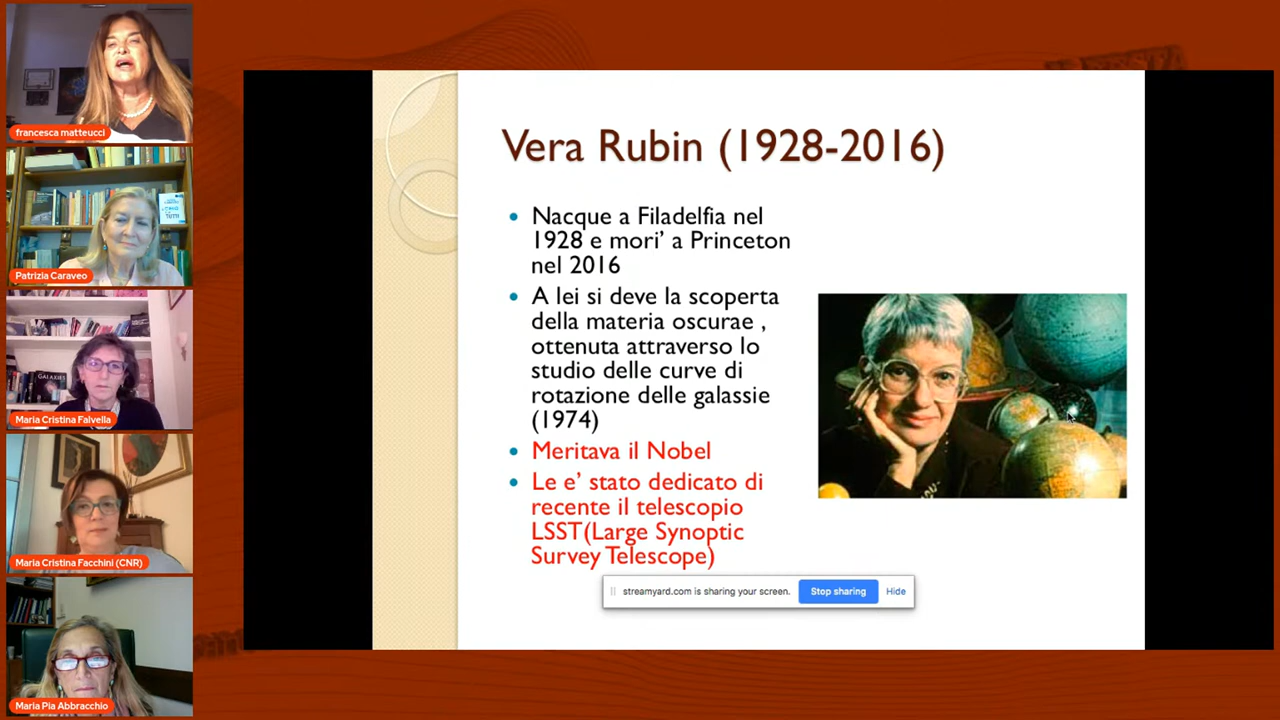 francesca matteucci
Patrizia Caraveo
Maria Cristina Falvella
GALAXIES
Maria Cristina Facchini (CNR)
Maria Pia Abbracchio
Vera Rubin (1928-2016)
• Nacque a Filadelfia nel
1928 e mori’ a Princeton
nel 2016
• A lei si deve la scoperta
della materia oscurae ,
ottenuta attraverso lo
studio delle curve di
rotazione delle galassie
(1974)
• Meritava il Nobel
• Le e’ stato dedicato di
recente il telescopio
LSST(Large Synoptic
Survey Telescope)
streamyard.com is sharing your screen.
Stop sharing
Hide